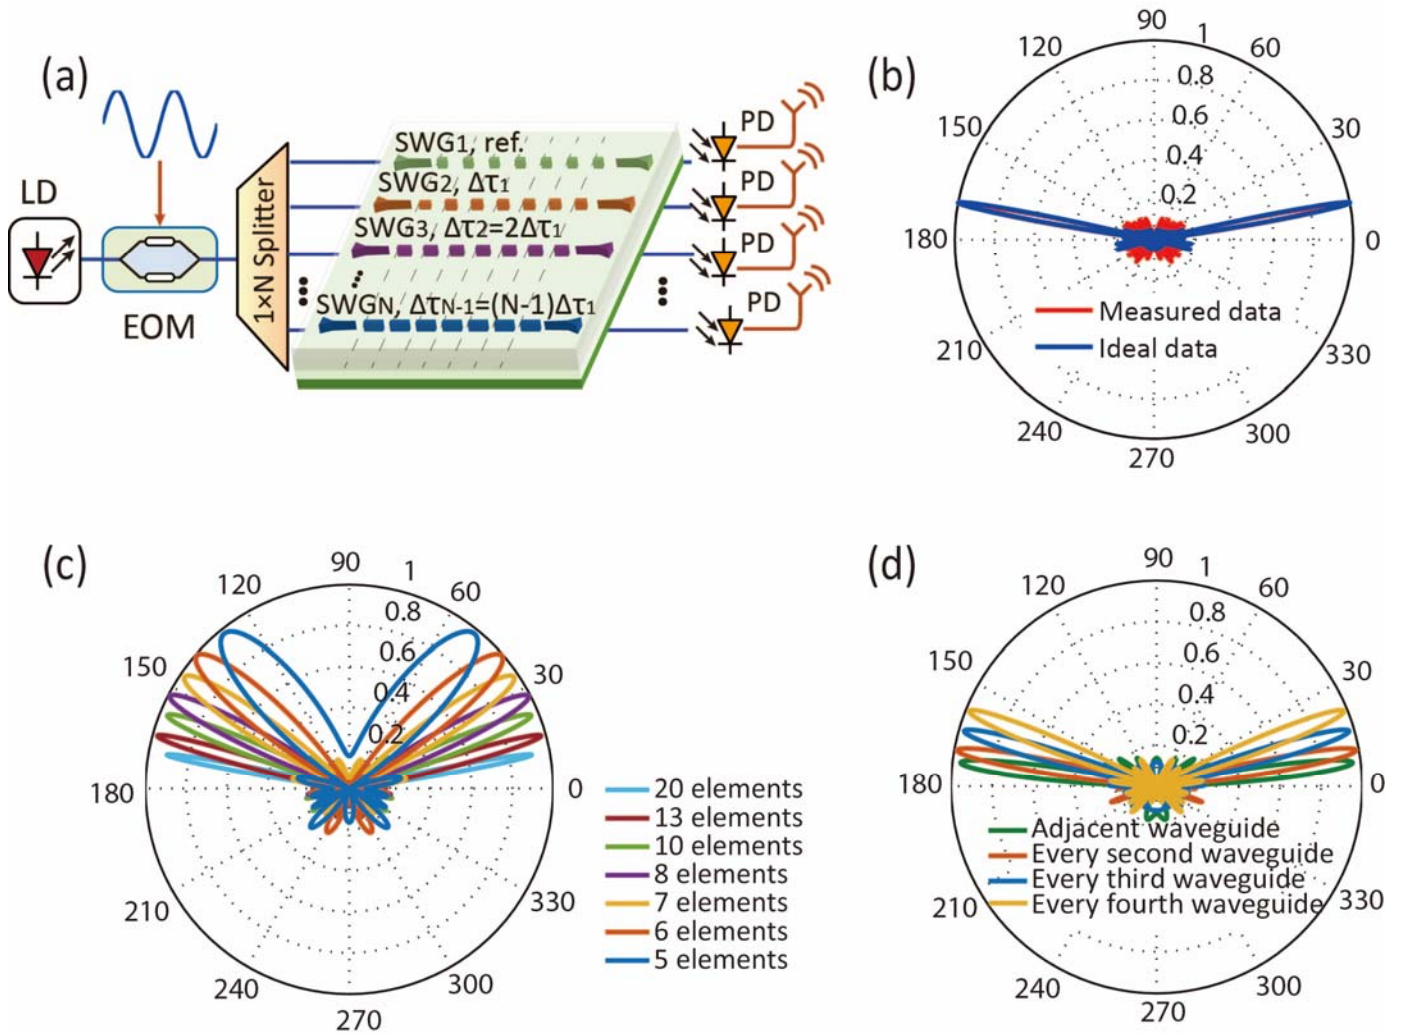 (a)
LD
EOM
1×N Splitter
SWG1, ref.
SWG2, Δτ1
SWG3, Δτ2=2Δτ1
SWGN, ΔτN-1=(N-1)Δτ1
PD
PD
PD
PD
(b)
90
1
120
60
0.8
0.6
150
30
0.4
0.2
180
0
Measured data
Ideal data
210
330
240
300
270
(c)
90
1
120
60
0.8
0.6
150
30
0.4
0.2
180
0
210
330
240
300
270
20 elements
13 elements
10 elements
8 elements
7 elements
6 elements
5 elements
(d)
90
1
120
60
0.8
0.6
150
30
0.4
0.2
180
0
Adjacent waveguide
Every second waveguide
Every third waveguide
Every fourth waveguide
210
330
240
300
270